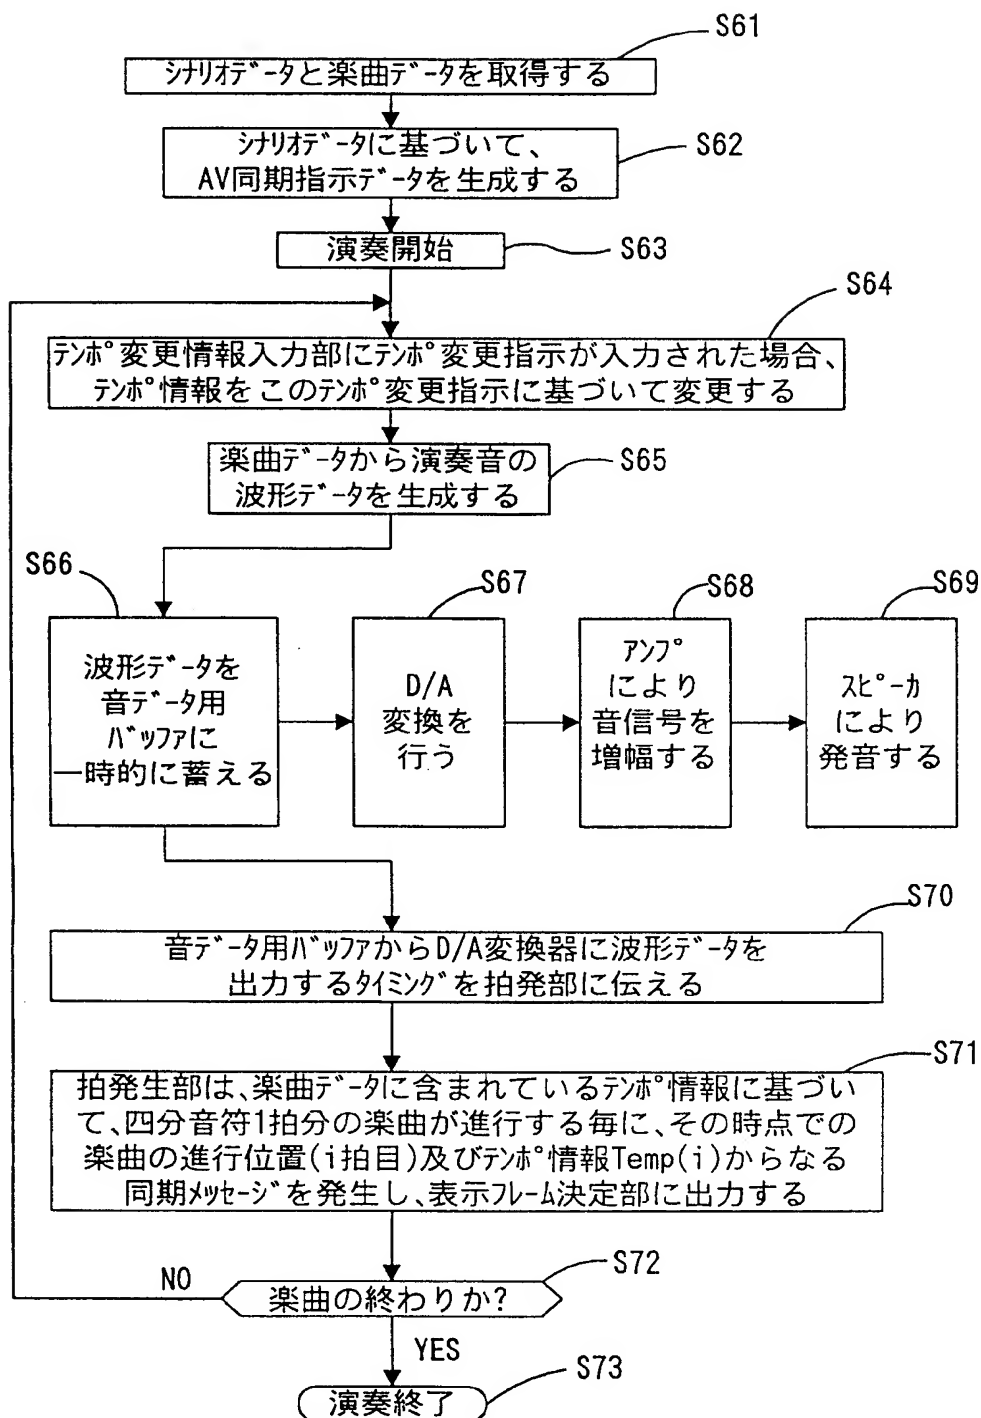 S61
シナリオデータと楽曲データを取得する
シナリオデータに基づいて、
AV同期指示データを生成する
S62
演奏開始
S63
S64
テンポ変更情報入力部にテンポ変更指示が入力された場合、
テンポ情報をこのテンポ変更指示に基づいて変更する
楽曲データから演奏音の
波形データを生成する
S65
S66
波形データを
音データ用
バッファに
一時的に蓄える
S67
D/A
変換を
行う
S68
アンプ
により
音信号を
増幅する
S69
スピーカ
により
発音する
S70
音データ用バッファからD/A変換器に波形データを
出力するタイミングを拍発部に伝える
S71
拍発生部は、楽曲データに含まれているテンポ情報に基づい
て、四分音符1拍分の楽曲が進行する毎に、その時点での
楽曲の進行位置(i拍目)及びテンポ情報Temp(i)からなる
同期メッセージを発生し、表示フレーム決定部に出力する
S72
NO
楽曲の終わりか?
YES
S73
演奏終了